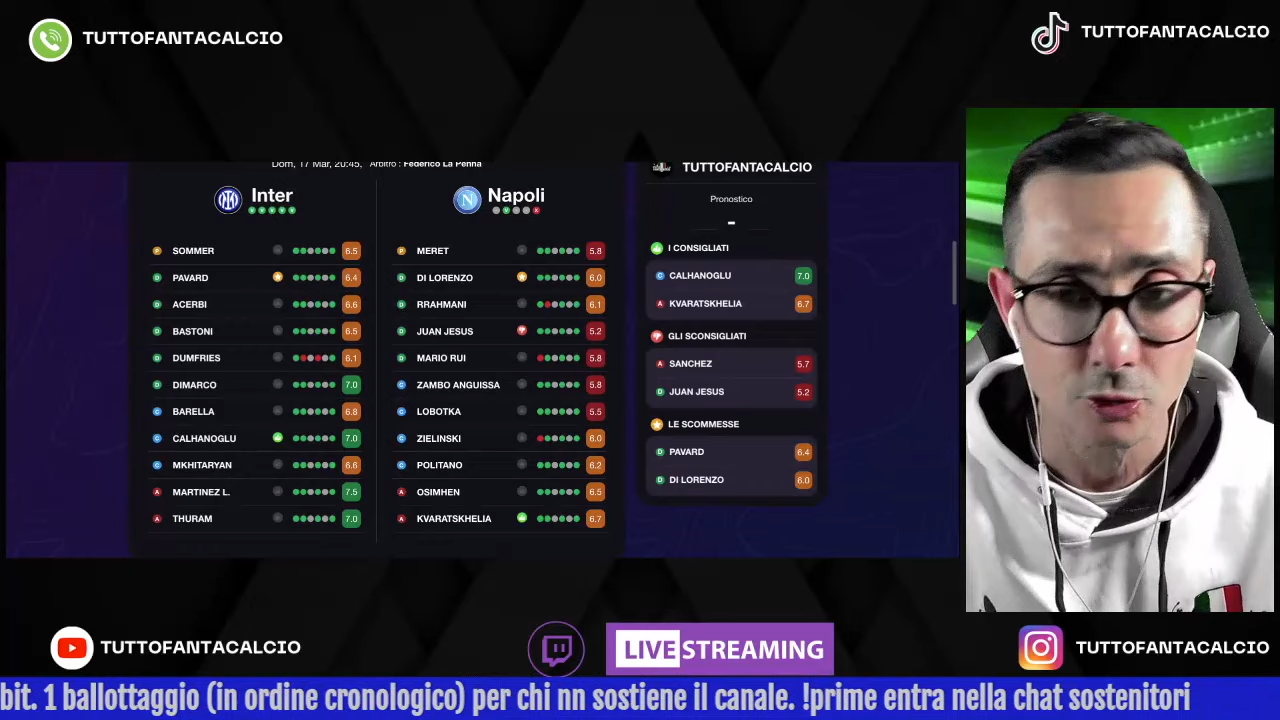 TUTTOFANTACALCIO
TUTTOFANTACALCIO
Dom, 17 Mar, 20:45, Arbitro : Federico La Penna
Inter
SOMMER 6.5
PAVARD 6.4
ACERBI 6.6
BASTONI 6.5
DUMFRIES 6.1
DIMARCO 7.0
BARELLA 6.8
CALHANOGLU 7.0
MKHITARYAN 6.6
MARTINEZ L. 7.5
THURAM 7.0
Napoli
MERET 5.8
DI LORENZO 6.0
RRAHMANI 6.1
JUAN JESUS 5.2
MARIO RUI 5.8
ZAMBO ANGUISSA 5.8
LOBOTKA 5.5
ZIELINSKI 6.0
POLITANO 6.2
OSIMHEN 6.5
KVARATSKHELIA 6.7
TUTTOFANTACALCIO
Pronostico
-
I CONSIGLIATI
C CALHANOGLU 7.0
A KVARATSKHELIA 6.7
GLI SCONSIGLIATI
A SANCHEZ 5.7
D JUAN JESUS 5.2
LE SCOMMESSE
D PAVARD 6.4
D DI LORENZO 6.0
TUTTOFANTACALCIO
LIVE STREAMING
TUTTOFANTACALCIO
bit. 1 ballottaggio (in ordine cronologico) per chi nn sostiene il canale. !prime entra nella chat sostenitori